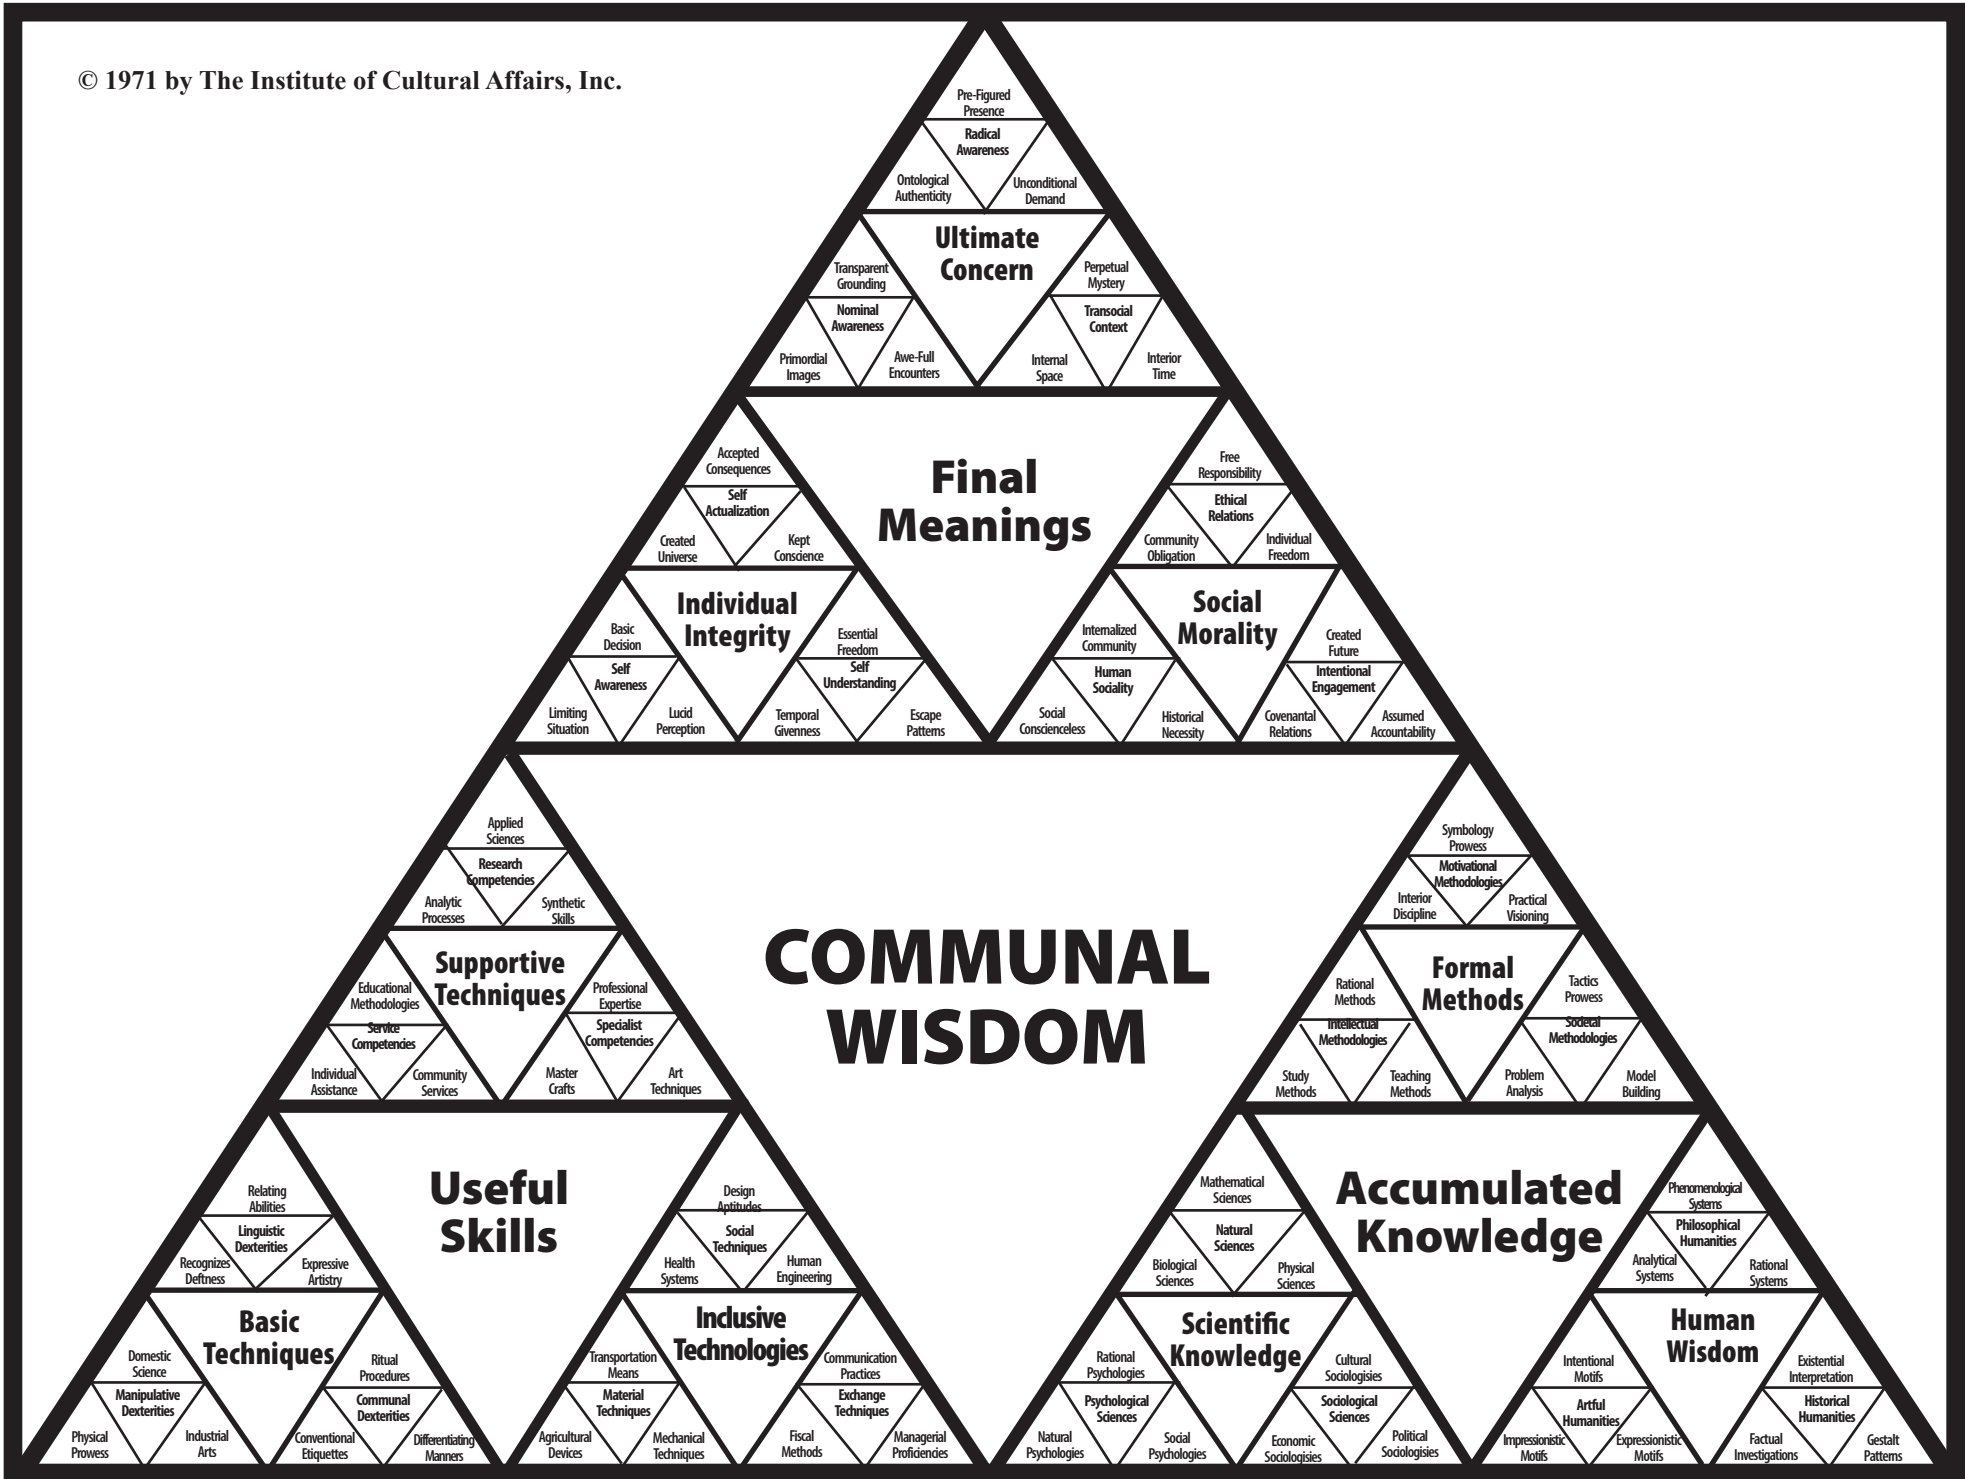 © 1971 by The Institute of Cultural Affairs, Inc.
Pre-Figured
Presence
Radical
Awareness
Ontological
Authenticity
Unconditional
Demand
Ultimate
Concern
Transparent
Grounding
Nominal
Awareness
Primordial
Images
Awe-Full
Encounters
Perpetual
Mystery
Transocial
Context
Internal
Space
Interior
Time
Final
Meanings
Accepted
Consequences
Self
Actualization
Created
Universe
Kept
Conscience
Individual
Integrity
Basic
Decision
Self
Awareness
Limiting
Situation
Lucid
Perception
Essential
Freedom
Self
Understanding
Temporal
Givenness
Escape
Patterns
Free
Responsibility
Ethical
Relations
Community
Obligation
Individual
Freedom
Social
Morality
Internalized
Community
Human
Sociality
Social
Conscienceless
Historical
Necessity
Created
Future
Intentional
Engagement
Covenantal
Relations
Assumed
Accountability
COMMUNAL
WISDOM
Applied
Sciences
Research
Competencies
Analytic
Processes
Synthetic
Skills
Supportive
Techniques
Educational
Methodologies
Service
Competencies
Individual
Assistance
Community
Services
Professional
Expertise
Specialist
Competencies
Master
Crafts
Art
Techniques
Useful
Skills
Relating
Abilities
Linguistic
Dexterities
Recognizes
Deftness
Expressive
Artistry
Basic
Techniques
Domestic
Science
Manipulative
Dexterities
Physical
Prowess
Industrial
Arts
Ritual
Procedures
Communal
Dexterities
Conventional
Etiquettes
Differentiating
Manners
Design
Aptitudes
Social
Techniques
Health
Systems
Human
Engineering
Inclusive
Technologies
Transportation
Means
Material
Techniques
Agricultural
Devices
Mechanical
Techniques
Communication
Practices
Exchange
Techniques
Fiscal
Methods
Managerial
Proficiencies
Symbology
Prowess
Motivational
Methodologies
Interior
Discipline
Practical
Visioning
Formal
Methods
Rational
Methods
Intellectual
Methodologies
Study
Methods
Teaching
Methods
Tactics
Prowess
Societal
Methodologies
Problem
Analysis
Model
Building
Accumulated
Knowledge
Mathematical
Sciences
Natural
Sciences
Biological
Sciences
Physical
Sciences
Scientific
Knowledge
Rational
Psychologies
Psychological
Sciences
Natural
Psychologies
Social
Psychologies
Cultural
Sociologisies
Sociological
Sciences
Economic
Sociologisies
Political
Sociologisies
Phenomenological
Systems
Philosophical
Humanities
Analytical
Systems
Rational
Systems
Human
Wisdom
Intentional
Motifs
Artful
Humanities
Impressionistic
Motifs
Expressionistic
Motifs
Existential
Interpretation
Historical
Humanities
Factual
Investigations
Gestalt
Patterns